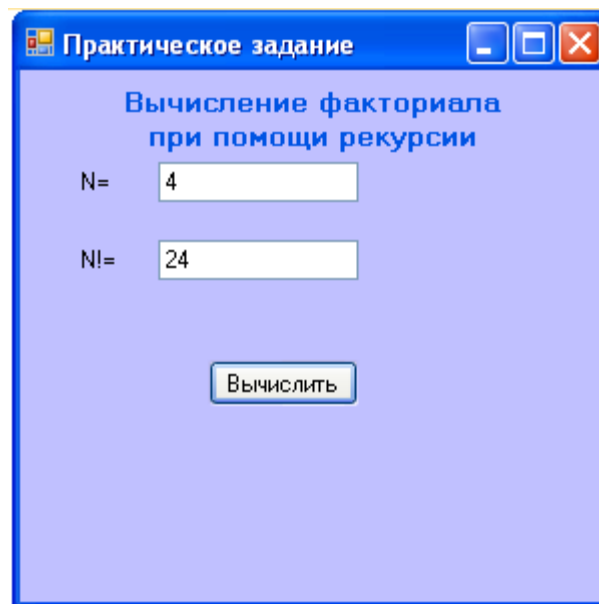 Практическое задание
Вычисление факториала
при помощи рекурсии
N= 4
N!= 24
Вычислить